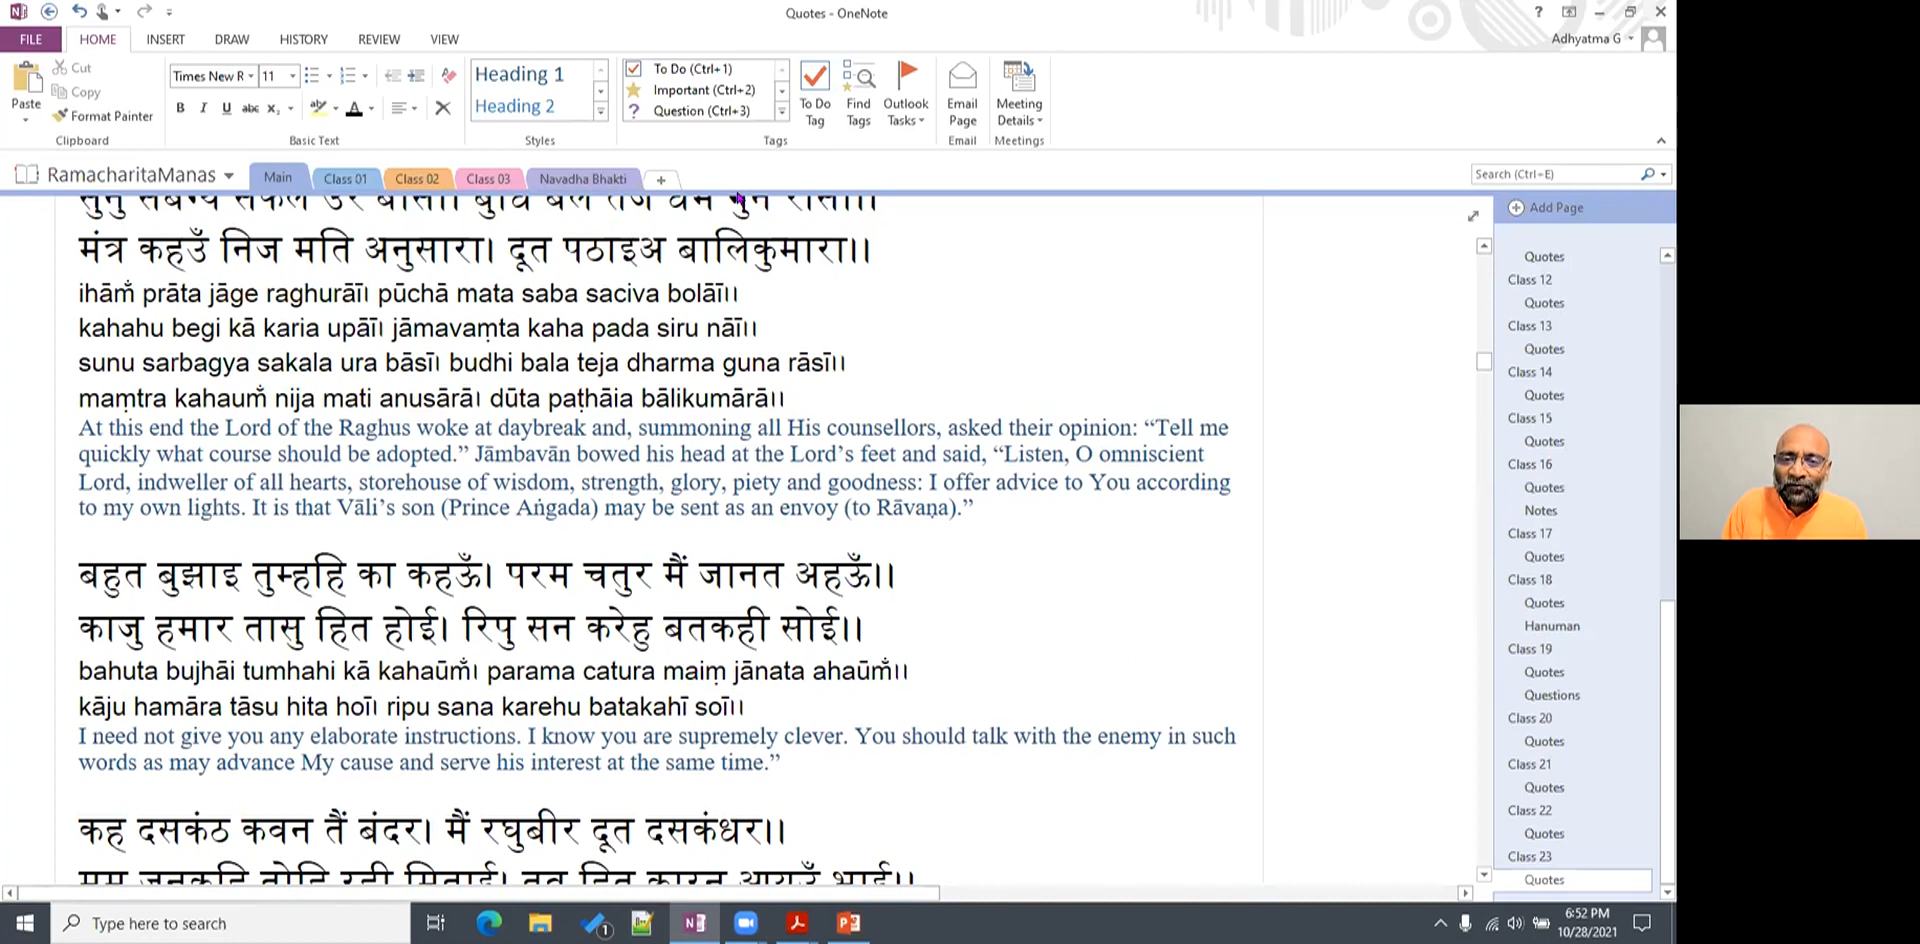 Quotes - OneNote
Adhyatma G
FILE HOME INSERT DRAW HISTORY REVIEW VIEW
Paste
Cut
Copy
Format Painter
Clipboard
Times New R 11
B I U abc X₂ A
Basic Text
Heading 1
Heading 2
Styles
To Do (Ctrl+1)
Important (Ctrl+2)
Question (Ctrl+3)
To Do Tag
Find Tags
Tags
Outlook Tasks
Email Page
Email
Meeting Details
Meetings
RamacharitaManas
Main Class 01 Class 02 Class 03 Navadha Bhakti +
Search (Ctrl+E)
मंत्र कहउँ निज मति अनुसारा। दूत पठाइअ बालिकुमारा।।
ihām̐ prāta jāge raghurāī। pūchā mata saba saciva bolāī।।
kahahu begi kā karia upāī। jāmavaṃta kaha pada siru nāī।।
sunu sarbagya sakala ura bāsī। budhi bala teja dharma guna rāsī।।
maṃtra kahaum̐ nija mati anusārā। dūta paṭhāia bālikumārā।।
At this end the Lord of the Raghus woke at daybreak and, summoning all His counsellors, asked their opinion: “Tell me
quickly what course should be adopted.” Jāmbavān bowed his head at the Lord’s feet and said, “Listen, O omniscient
Lord, indweller of all hearts, storehouse of wisdom, strength, glory, piety and goodness: I offer advice to You according
to my own lights. It is that Vāli’s son (Prince Aṅgada) may be sent as an envoy (to Rāvaṇa).”
बहुत बुझाइ तुम्हहि का कहऊँ। परम चतुर मैं जानत अहऊँ।।
काजु हमार तासु हित होई। रिपु सन करेहु बतकही सोई।।
bahuta bujhāi tumhahi kā kahaūm̐। parama catura maiṃ jānata ahaūm̐।।
kāju hamāra tāsu hita hoī। ripu sana karehu batakahī soī।।
I need not give you any elaborate instructions. I know you are supremely clever. You should talk with the enemy in such
words as may advance My cause and serve his interest at the same time.”
कह दसकंठ कवन तैं बंदर। मैं रघुबीर दूत दसकंधर।।
Add Page
Quotes
Class 12
Quotes
Class 13
Quotes
Class 14
Quotes
Class 15
Quotes
Class 16
Quotes
Notes
Class 17
Quotes
Class 18
Quotes
Hanuman
Class 19
Quotes
Questions
Class 20
Quotes
Class 21
Quotes
Class 22
Quotes
Class 23
Quotes
Type here to search
6:52 PM
10/28/2021